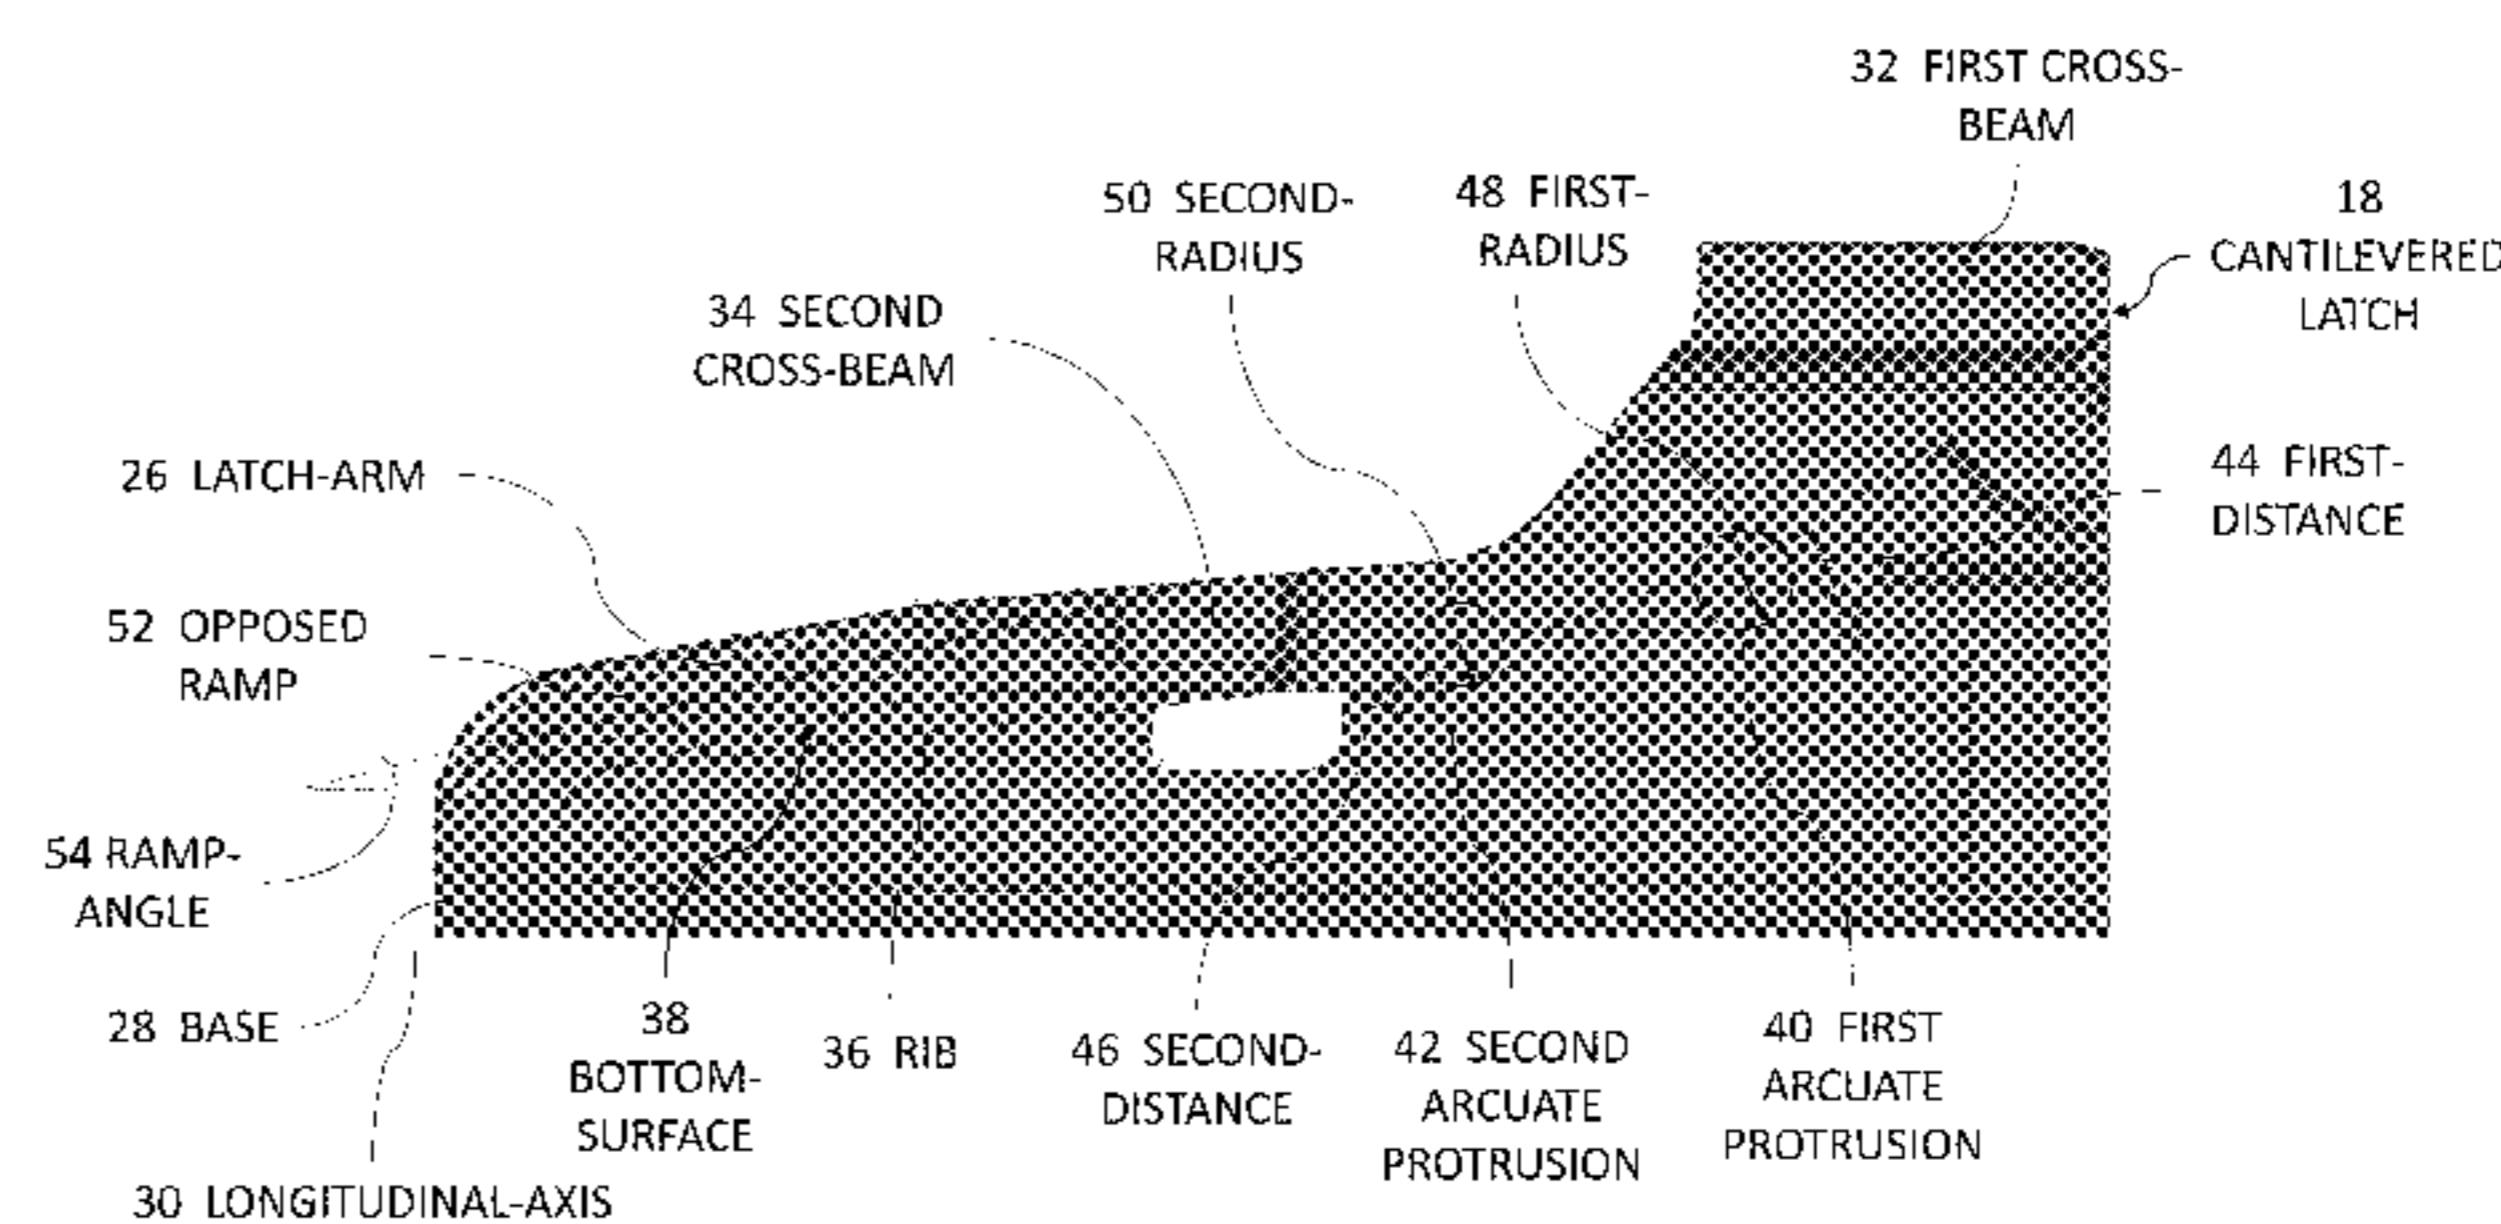 32 FIRST CROSS-
BEAM
50 SECOND-
RADIUS
48 FIRST-
RADIUS
18
CANTILEVERED
LATCH
34 SECOND
CROSS-BEAM
26 LATCH-ARM
44 FIRST-
DISTANCE
52 OPPOSED
RAMP
54 RAMP-
ANGLE
28 BASE
38
BOTTOM-
SURFACE
36 RIB
46 SECOND-
DISTANCE
42 SECOND
ARCUATE
PROTRUSION
40 FIRST
ARCUATE
PROTRUSION
30 LONGITUDINAL-AXIS